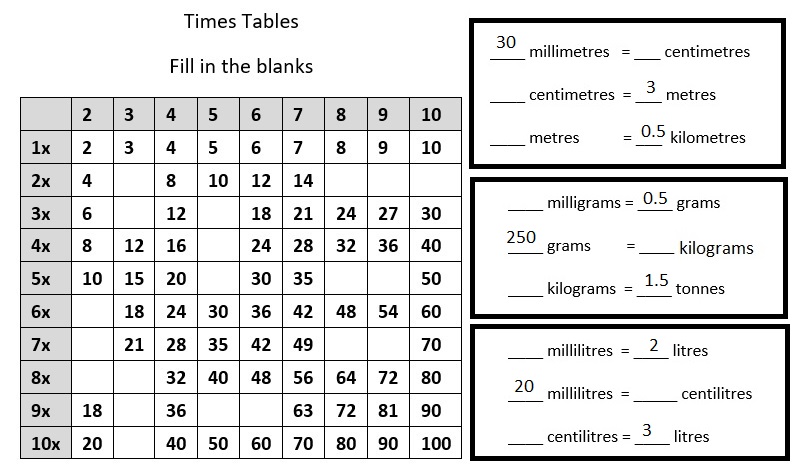 Times Tables
Fill in the blanks
2 3 4 5 6 7 8 9 10
1x 2 3 4 5 6 7 8 9 10
2x 4 8 10 12 14
3x 6 12 18 21 24 27 30
4x 8 12 16 24 28 32 36 40
5x 10 15 20 30 35 50
6x 18 24 30 36 42 48 54 60
7x 21 28 35 42 49 70
8x 32 40 48 56 64 72 80
9x 18 36 63 72 81 90
10x 20 40 50 60 70 80 90 100
30 millimetres = ___ centimetres
____ centimetres = 3 metres
____ metres = 0.5 kilometres
____ milligrams = 0.5 grams
250 grams = ____ kilograms
____ kilograms = 1.5 tonnes
____ millilitres = 2 litres
20 millilitres = _____ centilitres
____ centilitres = 3 litres